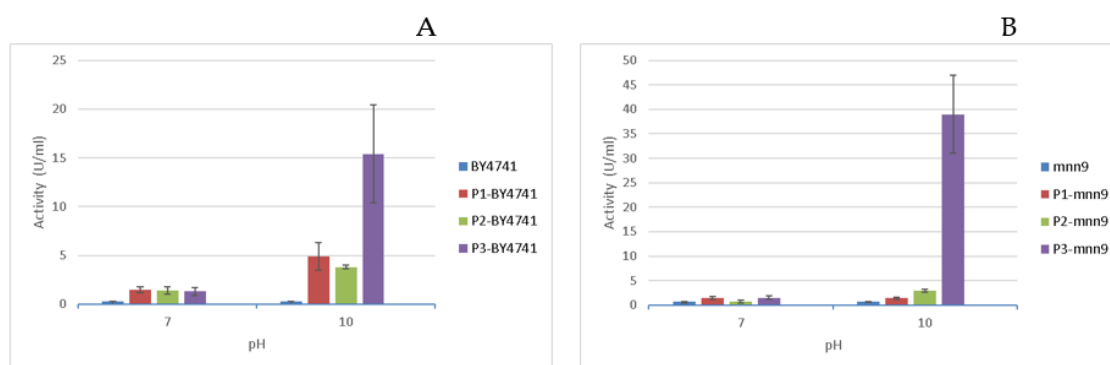 A
25
20
15
10
5
0
Activity (U/ml)
7
10
pH
BY4741
P1-BY4741
P2-BY4741
P3-BY4741
B
50
45
40
35
30
25
20
15
10
5
0
Activity (U/ml)
7
10
pH
mnn9
P1-mnn9
P2-mnn9
P3-mnn9